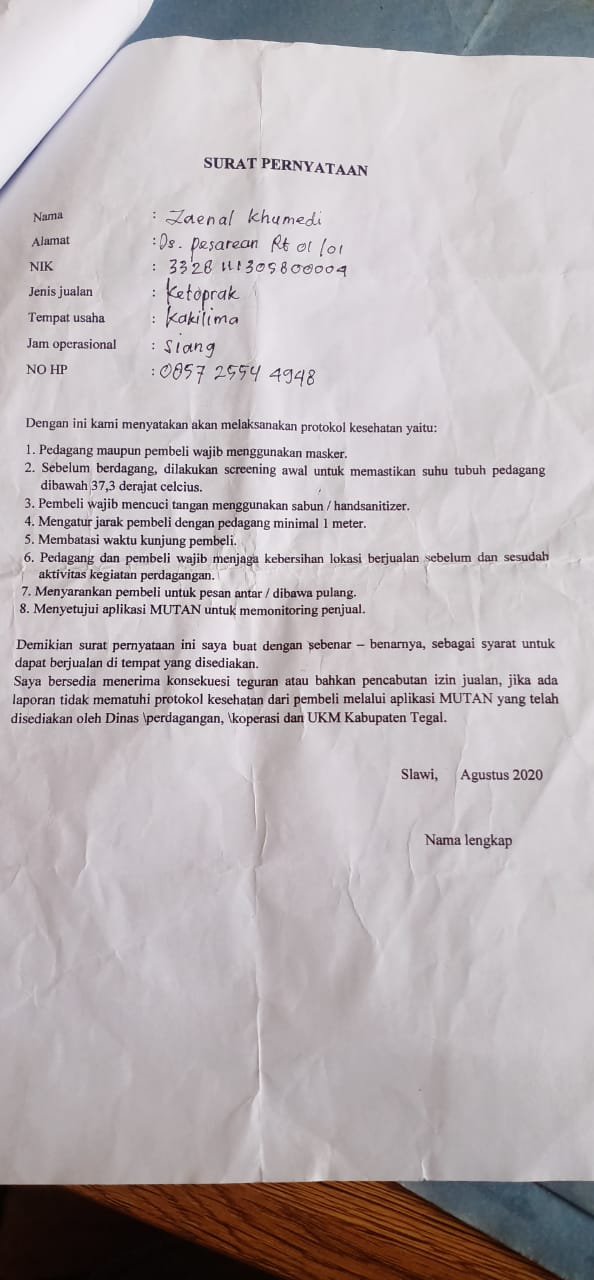 SURAT PERNYATAAN
Nama : Zaenal Khumedi
Alamat : Ds. Pesarean Rt 01/01
NIK : 3328 111305800004
Jenis jualan : Ketoprak
Tempat usaha : Kakilima
Jam operasional : Siang
NO HP : 0857 2554 4948
Dengan ini kami menyatakan akan melaksanakan protokol kesehatan yaitu:
1. Pedagang maupun pembeli wajib menggunakan masker.
2. Sebelum berdagang, dilakukan screening awal untuk memastikan suhu tubuh pedagang
dibawah 37,3 derajat celcius.
3. Pembeli wajib mencuci tangan menggunakan sabun / handsanitizer.
4. Mengatur jarak pembeli dengan pedagang minimal 1 meter.
5. Membatasi waktu kunjung pembeli.
6. Pedagang dan pembeli wajib menjaga kebersihan lokasi berjualan sebelum dan sesudah
aktivitas kegiatan perdagangan.
7. Menyarankan pembeli untuk pesan antar / dibawa pulang.
8. Menyetujui aplikasi MUTAN untuk memonitoring penjual.
Demikian surat pernyataan ini saya buat dengan sebenar – benarnya, sebagai syarat untuk
dapat berjualan di tempat yang disediakan.
Saya bersedia menerima konsekuesi teguran atau bahkan pencabutan izin jualan, jika ada
laporan tidak mematuhi protokol kesehatan dari pembeli melalui aplikasi MUTAN yang telah
disediakan oleh Dinas \perdagangan, \koperasi dan UKM Kabupaten Tegal.
Slawi, Agustus 2020
Nama lengkap